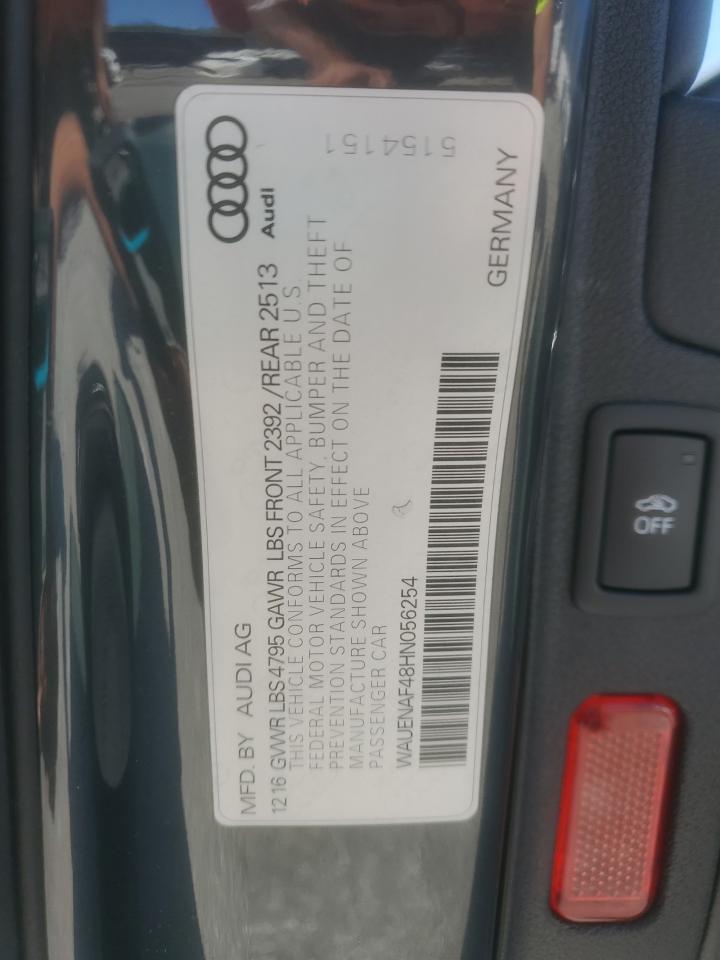 MFD. BY AUDI AG
12 16 GVWR LBS 4795 GAWR LBS FRONT 2392 /REAR 2513
THIS VEHICLE CONFORMS TO ALL APPLICABLE U.S
FEDERAL MOTOR VEHICLE SAFETY, BUMPER AND THEFT
PREVENTION STANDARDS IN EFFECT ON THE DATE OF
MANUFACTURE SHOWN ABOVE
PASSENGER CAR
WAUENAF48HN056254
Audi
5154151
GERMANY
OFF